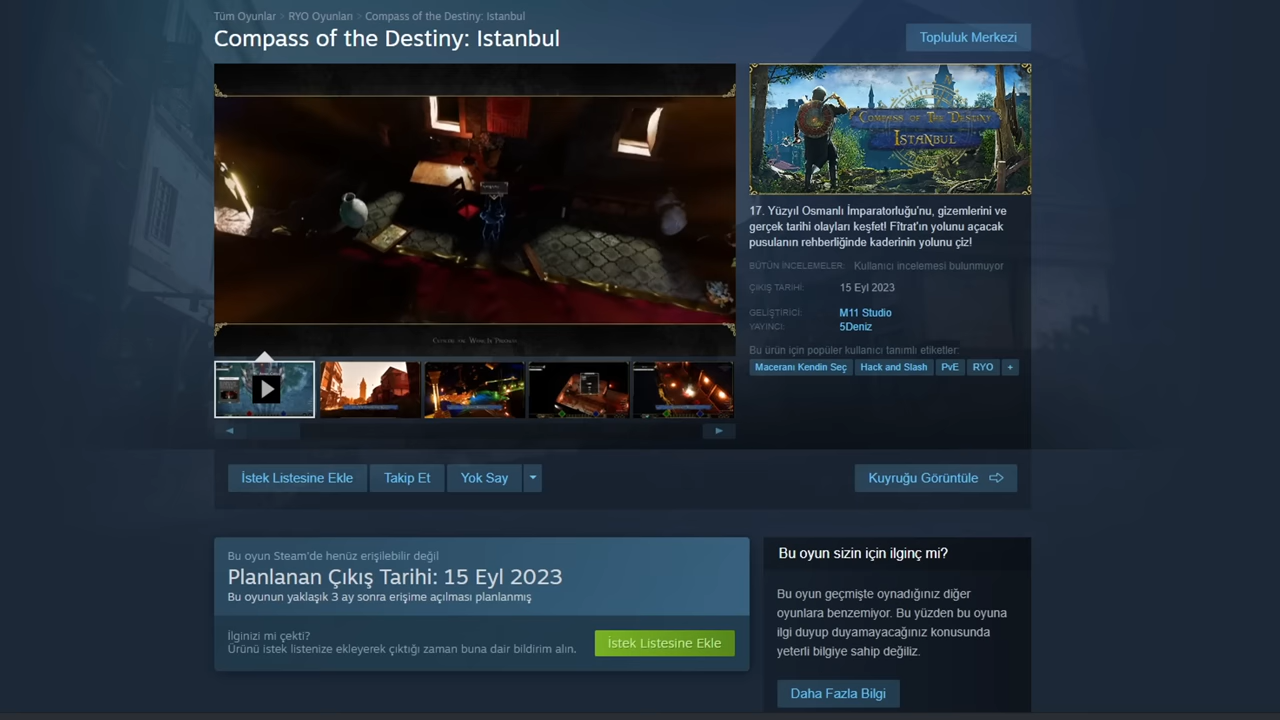 Tüm Oyunlar > RYO Oyunları > Compass of the Destiny: Istanbul
Compass of the Destiny: Istanbul
Topluluk Merkezi
COMPASS OF THE DESTINY
ISTANBUL
17. Yüzyıl Osmanlı İmparatorluğu'nu, gizemlerini ve
gerçek tarihi olayları keşfet! Fıtrat'ın yolunu açacak
pusulanın rehberliğinde kaderinin yolunu çiz!
BÜTÜN İNCELEMELER: Kullanıcı incelemesi bulunmuyor
ÇIKIŞ TARİHİ: 15 Eyl 2023
GELİŞTİRİCİ: M11 Studio
YAYINCI: 5Deniz
Bu ürün için popüler kullanıcı tanımlı etiketler:
Maceranı Kendin Seç Hack and Slash PvE RYO +
İstek Listesine Ekle Takip Et Yok Say
Kuyruğu Görüntüle
Bu oyun Steam'de henüz erişilebilir değil
Planlanan Çıkış Tarihi: 15 Eyl 2023
Bu oyunun yaklaşık 3 ay sonra erişime açılması planlanmış
İlginizi mi çekti?
Ürünü istek listenize ekleyerek çıktığı zaman buna dair bildirim alın.
İstek Listesine Ekle
Bu oyun sizin için ilginç mi?
Bu oyun geçmişte oynadığınız diğer
oyunlara benzemiyor. Bu yüzden bu oyuna
ilgi duyup duyamayacağınız konusunda
yeterli bilgiye sahip değiliz.
Daha Fazla Bilgi